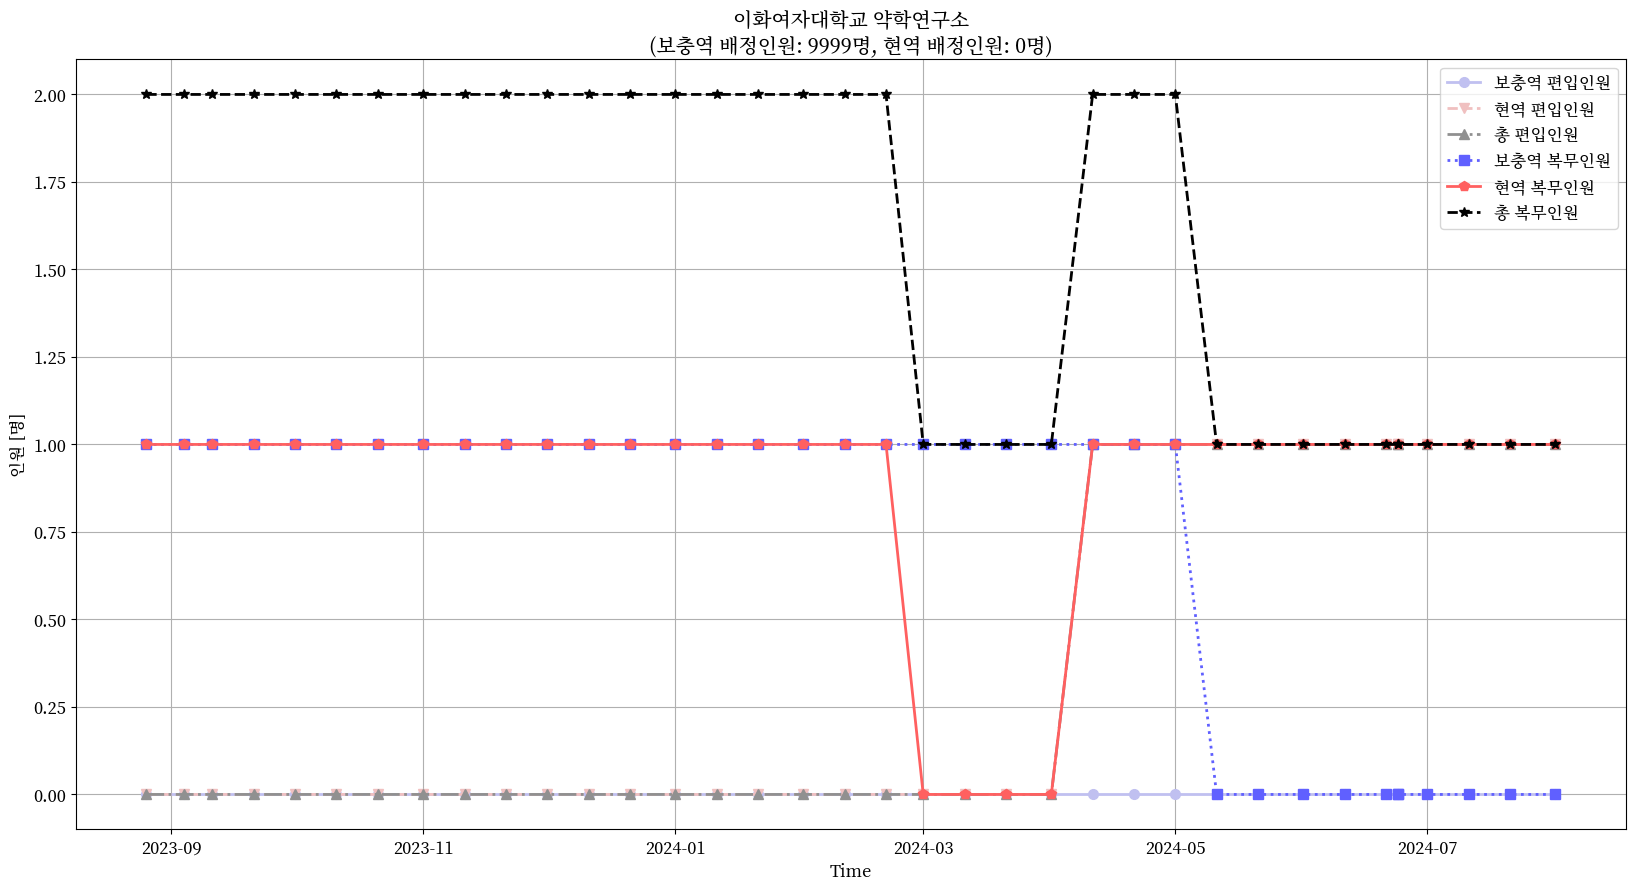 이화여자대학교 약학연구소
(보충역 배정인원: 9999명, 현역 배정인원: 0명)
보충역 편입인원
현역 편입인원
총 편입인원
보충역 복무인원
현역 복무인원
총 복무인원
2.00
1.75
1.50
1.25
1.00
0.75
0.50
0.25
0.00
인원 [명]
2023-09
2023-11
2024-01
2024-03
2024-05
2024-07
Time